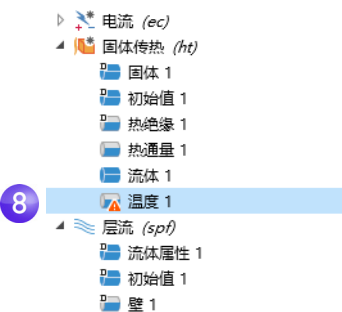 电流 (ec)
固体传热 (ht)
固体 1
初始值 1
热绝缘 1
热通量 1
流体 1
8 温度 1
层流 (spf)
流体属性 1
初始值 1
壁 1